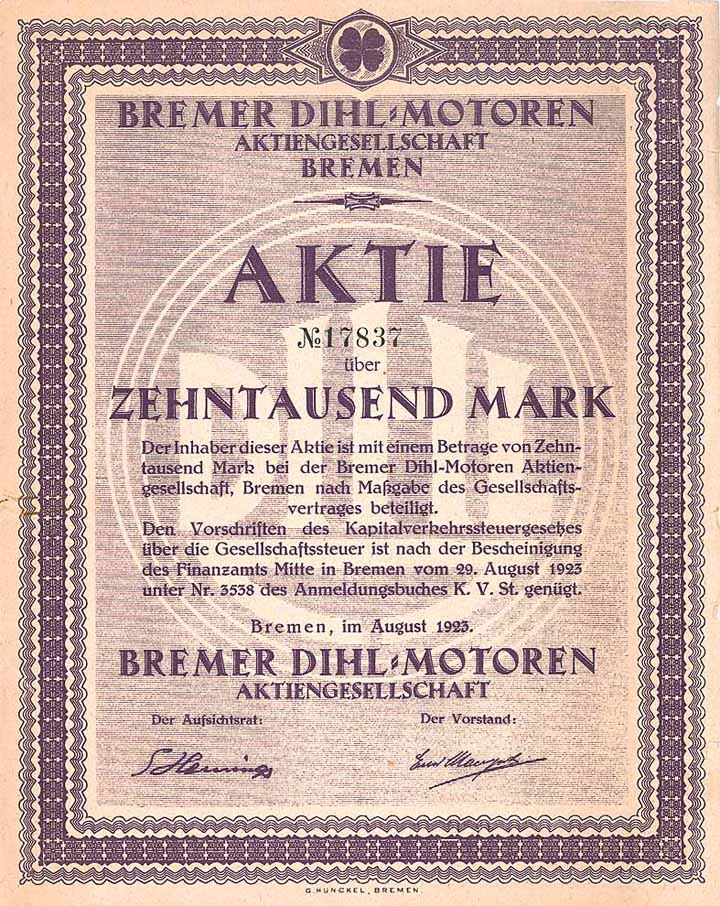 BREMER DIHL-MOTOREN
AKTIENGESELLSCHAFT
BREMEN
AKTIE
№17837
über
ZEHNTAUSEND MARK
Der Inhaber dieser Aktie ist mit einem Betrage von Zehn-
tausend Mark bei der Bremer Dihl-Motoren Aktien-
gesellschaft, Bremen nach Maßgabe des Gesellschafts-
vertrages beteiligt.
Den Vorschriften des Kapitalverkehrssteuergesetzes
über die Gesellschaftssteuer ist nach der Bescheinigung
des Finanzamts Mitte in Bremen vom 29. August 1923
unter Nr. 3538 des Anmeldungsbuches K. V. St. genügt.
Bremen, im August 1923.
BREMER DIHL-MOTOREN
AKTIENGESELLSCHAFT
Der Aufsichtsrat: Der Vorstand:
G. HUNCKEL, BREMEN.